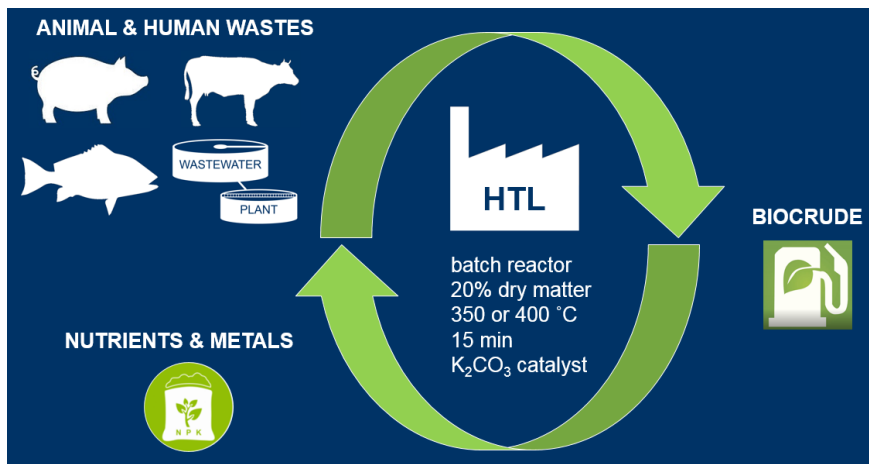 ANIMAL & HUMAN WASTES
WASTEWATER
PLANT
HTL
batch reactor
20% dry matter
350 or 400 ˚C
15 min
K₂CO₃ catalyst
BIOCRUDE
NUTRIENTS & METALS
N P K